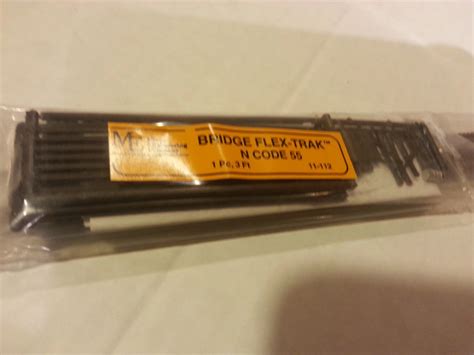 BRIDGE FLEX-TRAK™
N CODE 55
1 Pc, 3 Ft
11-112